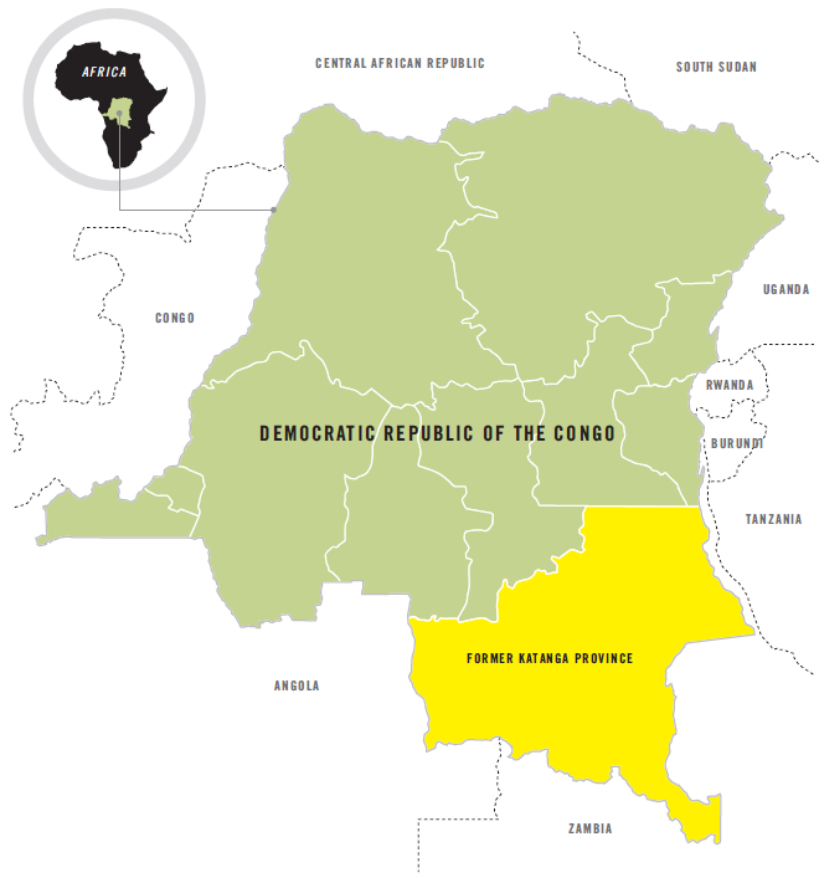 CENTRAL AFRICAN REPUBLIC
SOUTH SUDAN
AFRICA
UGANDA
CONGO
RWANDA
DEMOCRATIC REPUBLIC OF THE CONGO
BURUNDI
TANZANIA
FORMER KATANGA PROVINCE
ANGOLA
ZAMBIA